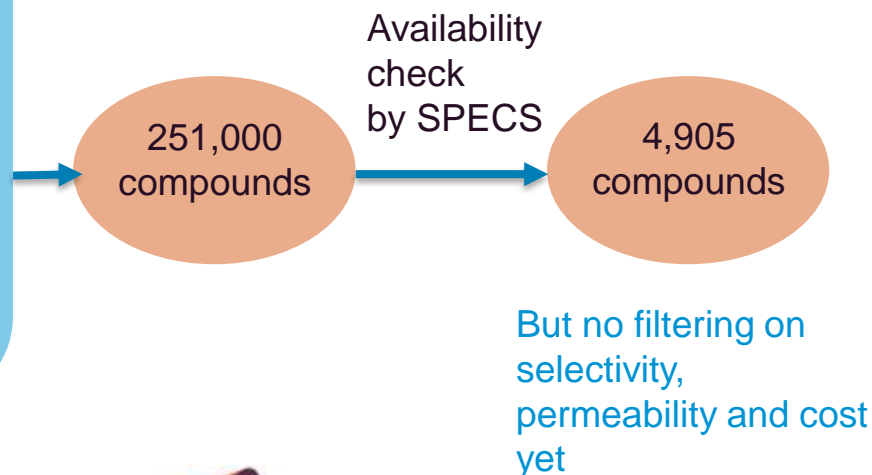 Availability
check
by SPECS
251,000
compounds
4,905
compounds
But no filtering on
selectivity,
permeability and cost
yet